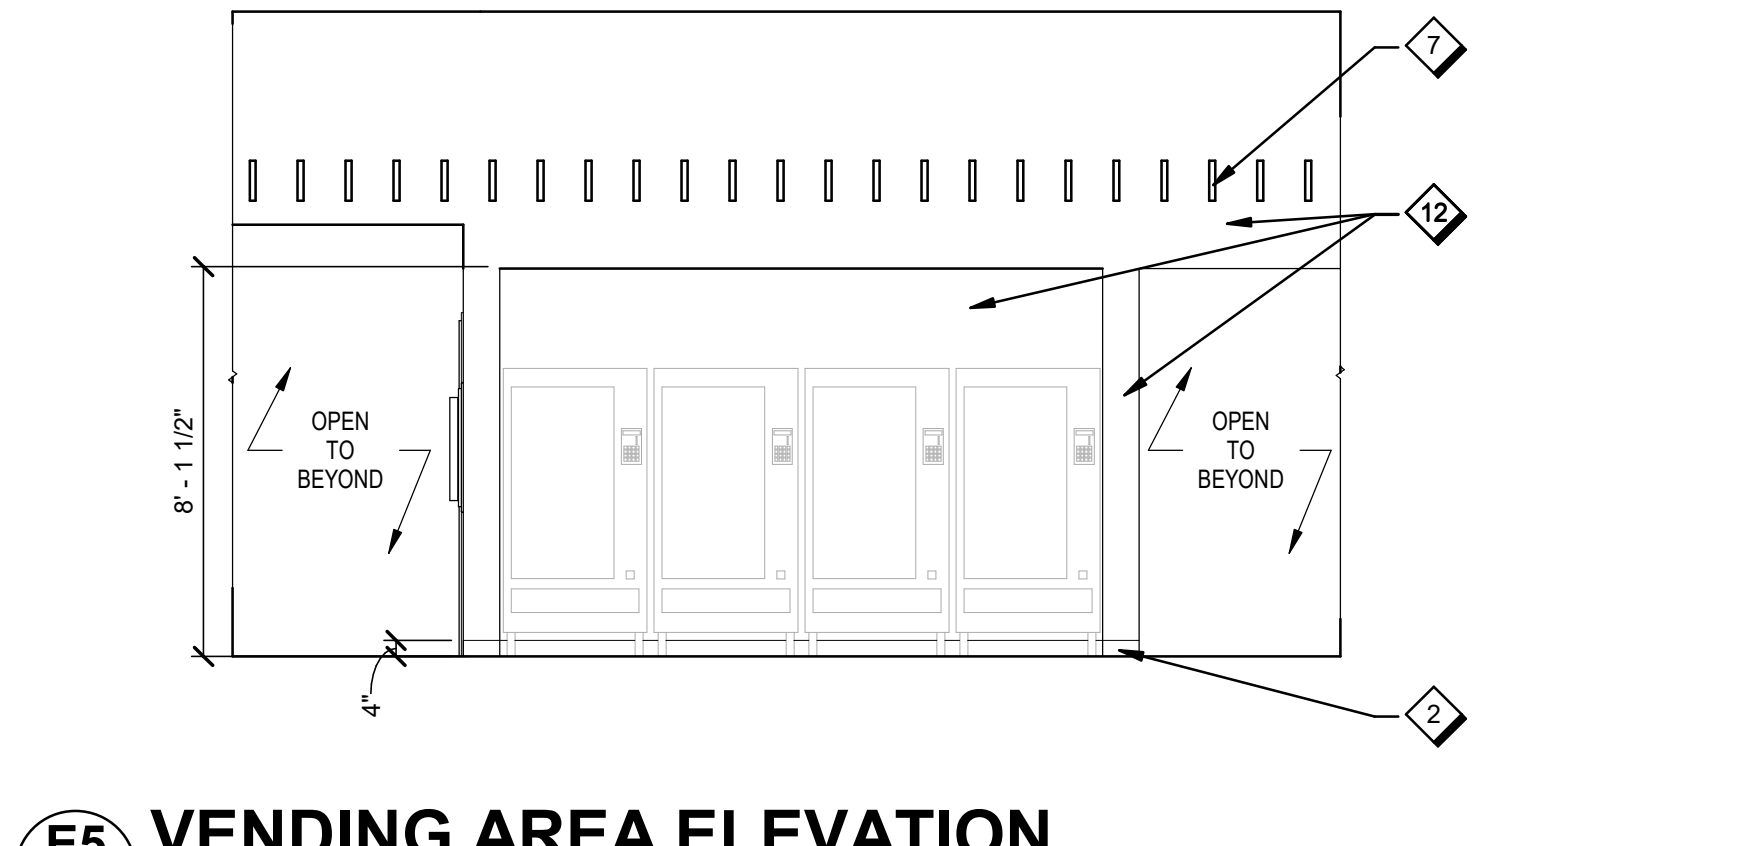 7
12
8' - 1 1/2"
OPEN
TO
BEYOND
OPEN
TO
BEYOND
4"
2
E5
VENDING AREA ELEVATION